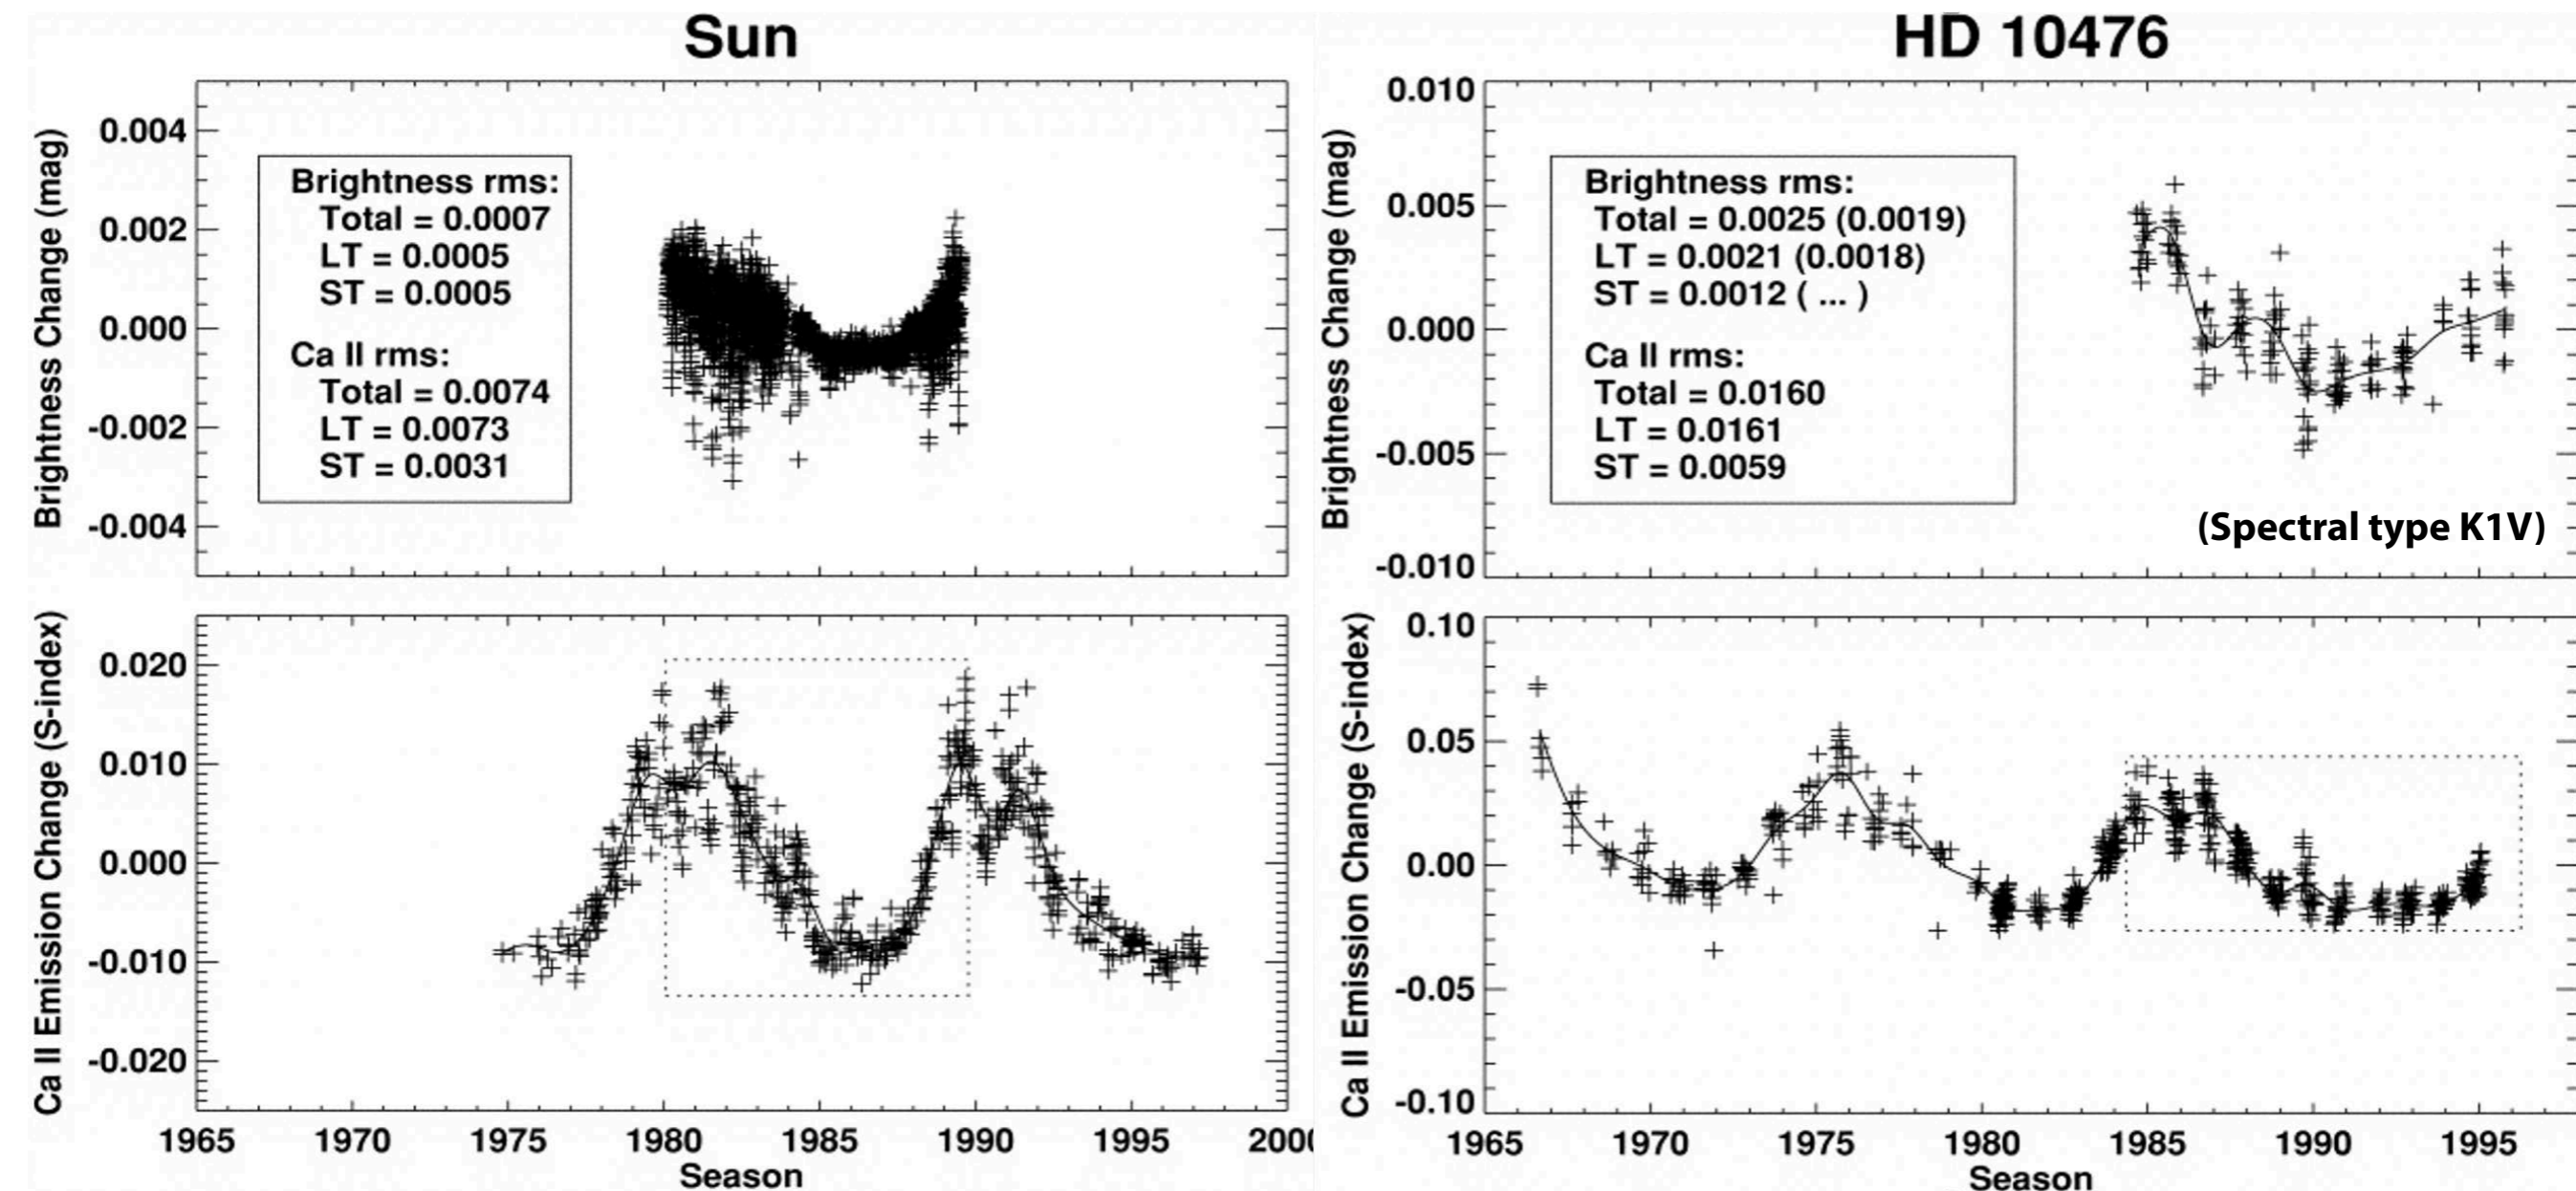 Sun
Brightness Change (mag)
0.004
0.002
0.000
-0.002
-0.004
Brightness rms:
Total = 0.0007
LT = 0.0005
ST = 0.0005
Ca II rms:
Total = 0.0074
LT = 0.0073
ST = 0.0031
Ca II Emission Change (S-index)
0.020
0.010
0.000
-0.010
-0.020
1965 1970 1975 1980 1985 1990 1995 200
Season
HD 10476
Brightness Change (mag)
0.010
0.005
0.000
-0.005
-0.010
Brightness rms:
Total = 0.0025 (0.0019)
LT = 0.0021 (0.0018)
ST = 0.0012 ( ... )
Ca II rms:
Total = 0.0160
LT = 0.0161
ST = 0.0059
(Spectral type K1V)
Ca II Emission Change (S-index)
0.10
0.05
0.00
-0.05
-0.10
1965 1970 1975 1980 1985 1990 1995
Season